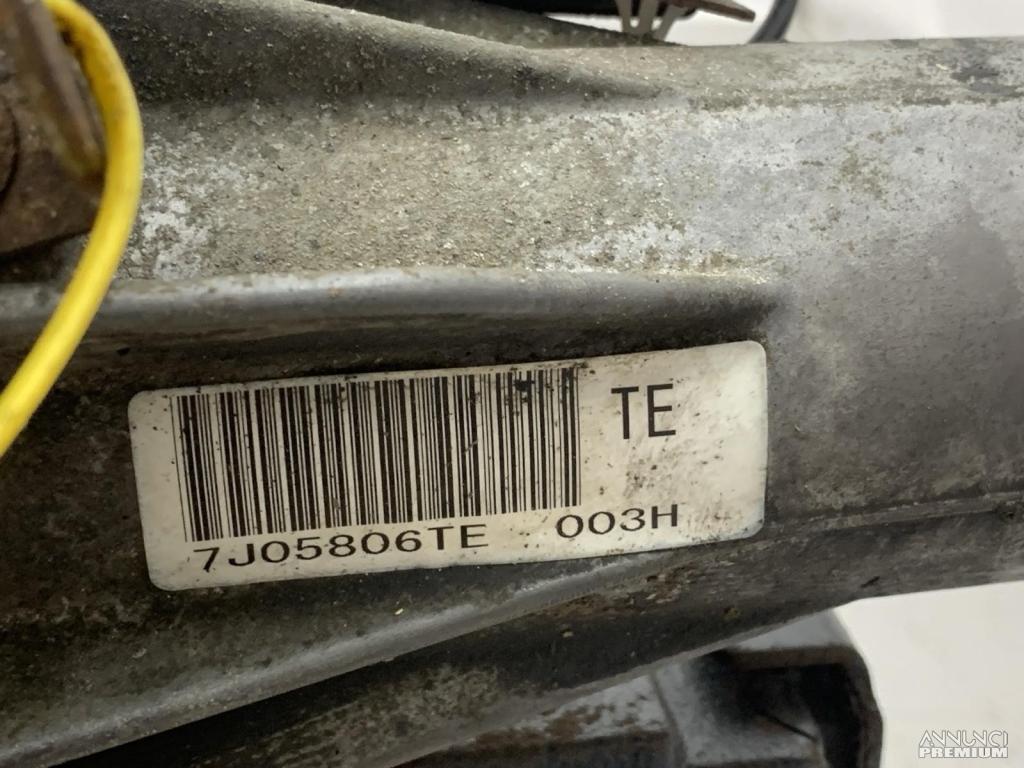 TE
7J05806TE 003H
ANNUNCI
PREMIUM